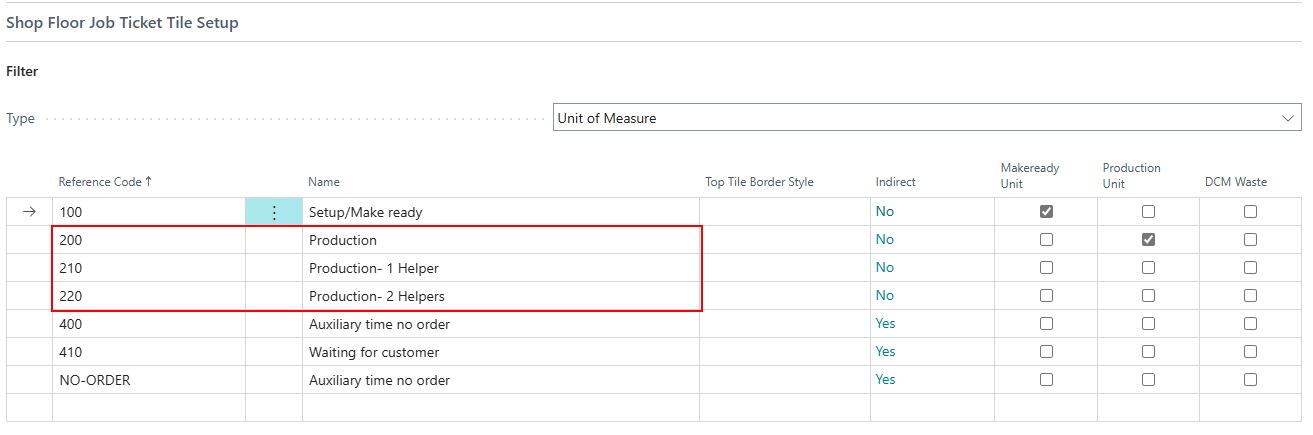 Shop Floor Job Ticket Tile Setup
Filter
Type Unit of Measure
Reference Code ↑ Name Top Tile Border Style Indirect Makeready Unit Production Unit DCM Waste
100 Setup/Make ready No
200 Production No
210 Production- 1 Helper No
220 Production- 2 Helpers No
400 Auxiliary time no order Yes
410 Waiting for customer Yes
NO-ORDER Auxiliary time no order Yes